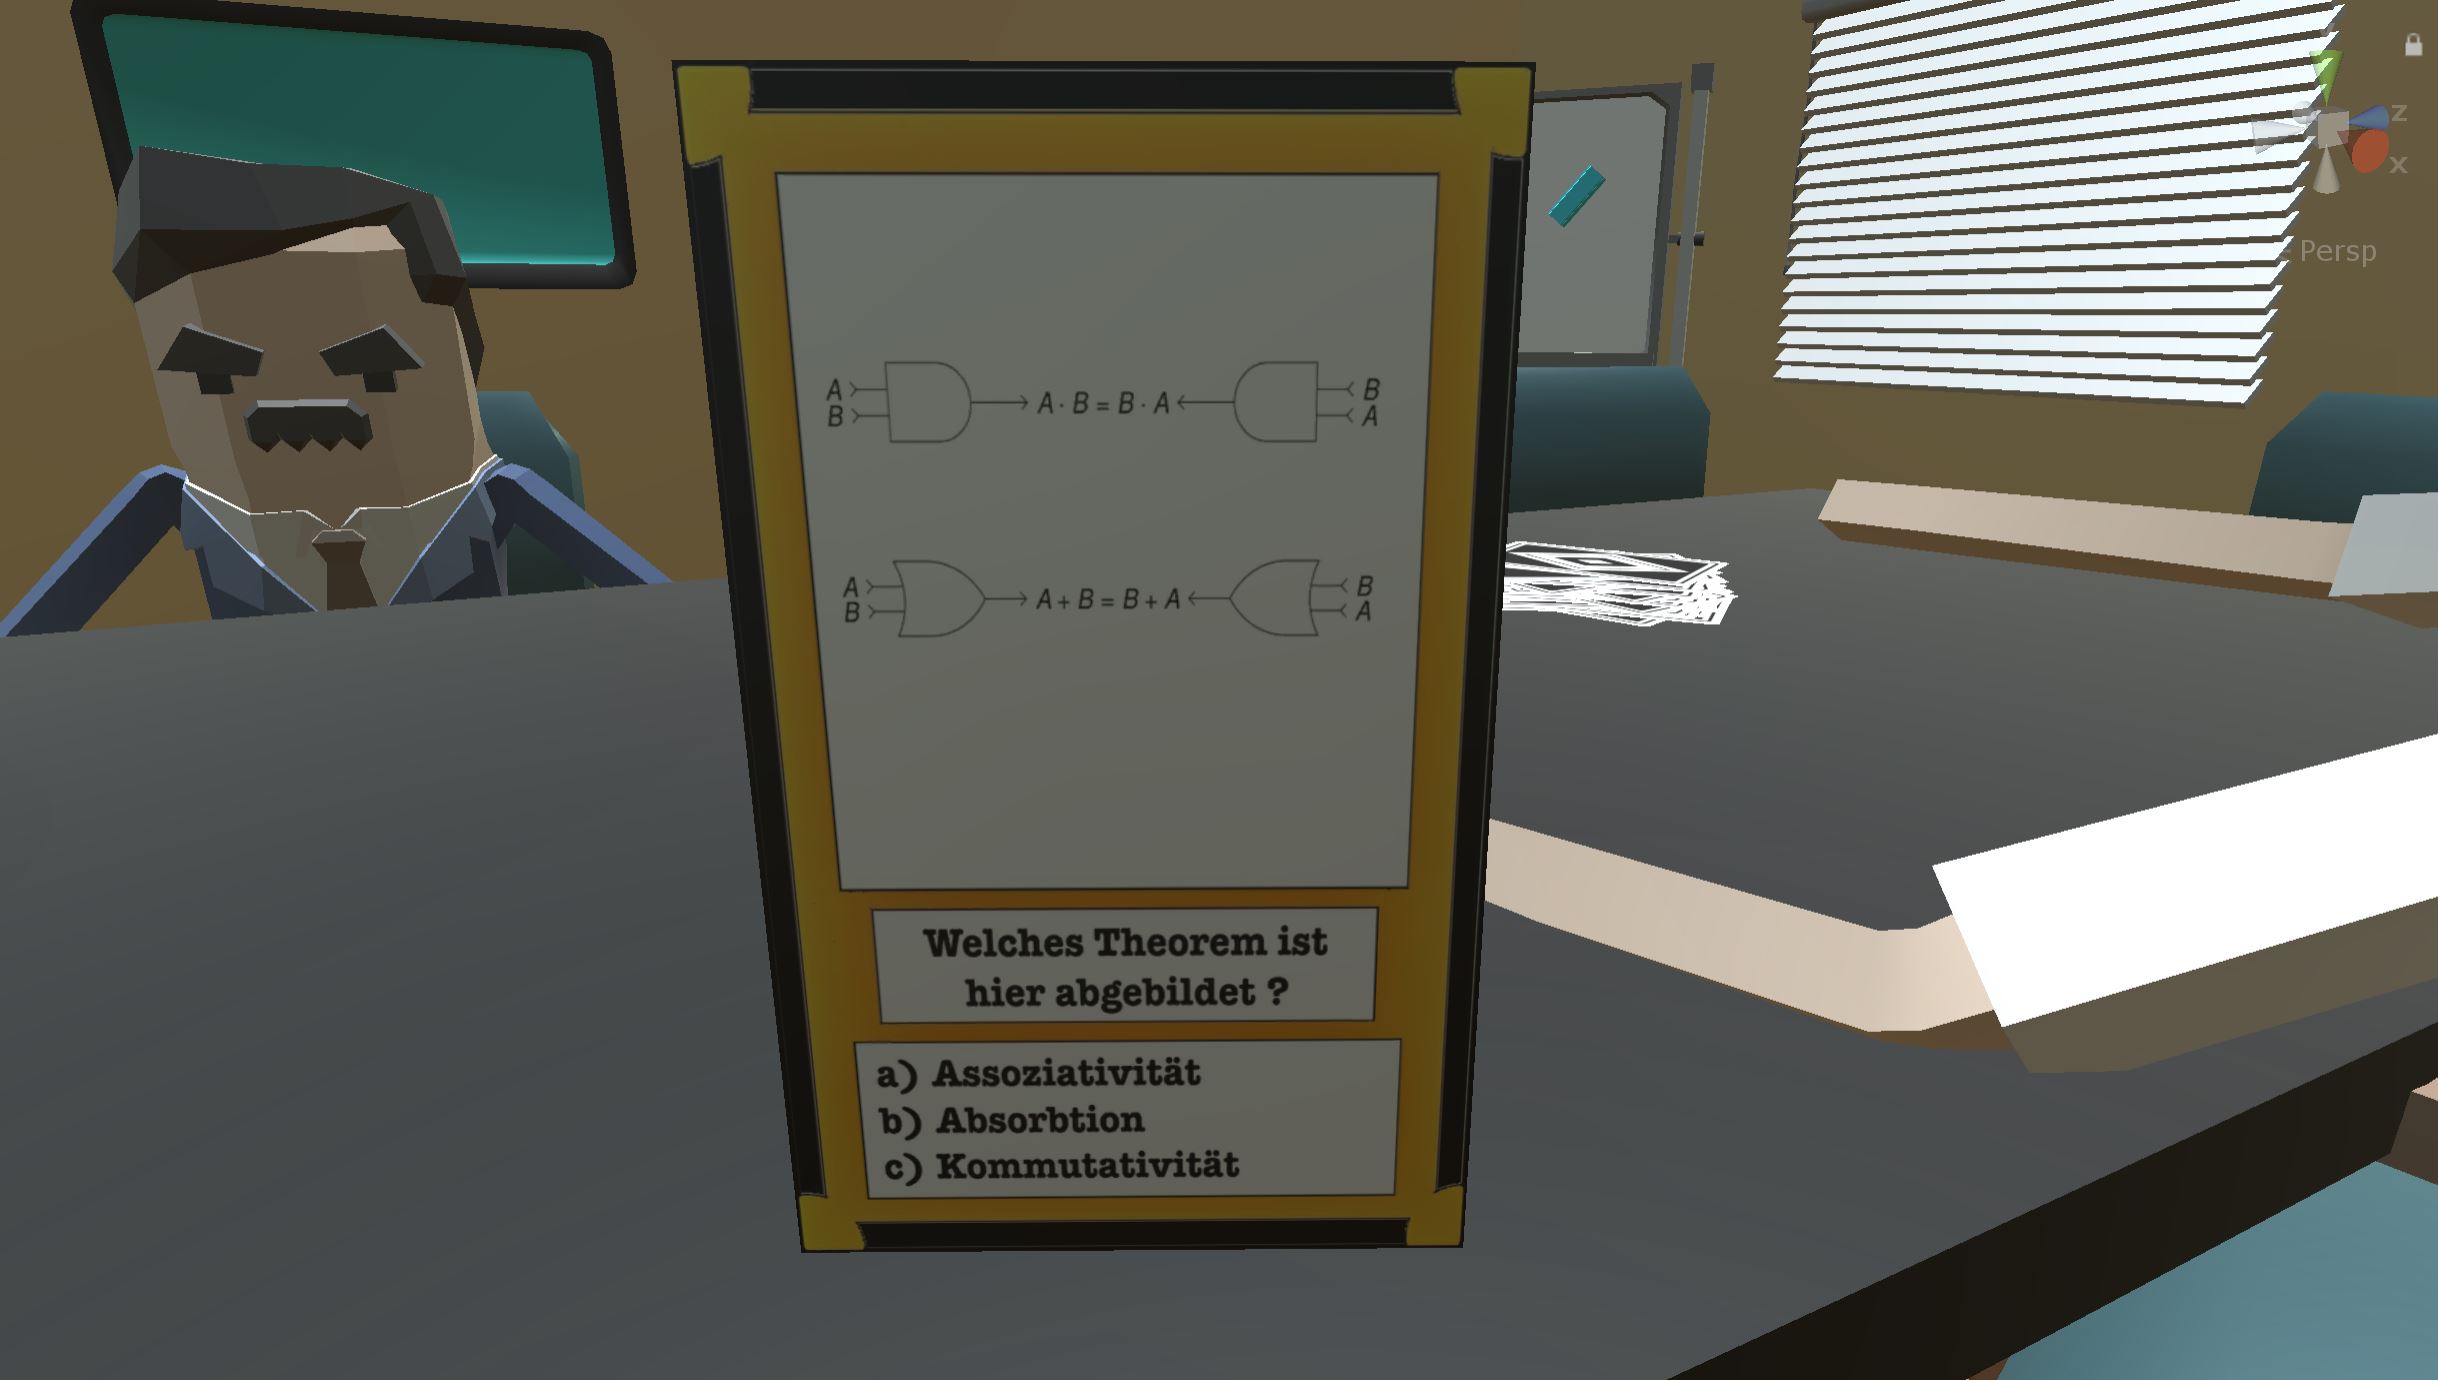 A
B
A · B = B · A
B
A
A
B
A + B = B + A
B
A
Welches Theorem ist
hier abgebildet ?
a) Assoziativität
b) Absorbtion
c) Kommutativität
z
x
Persp